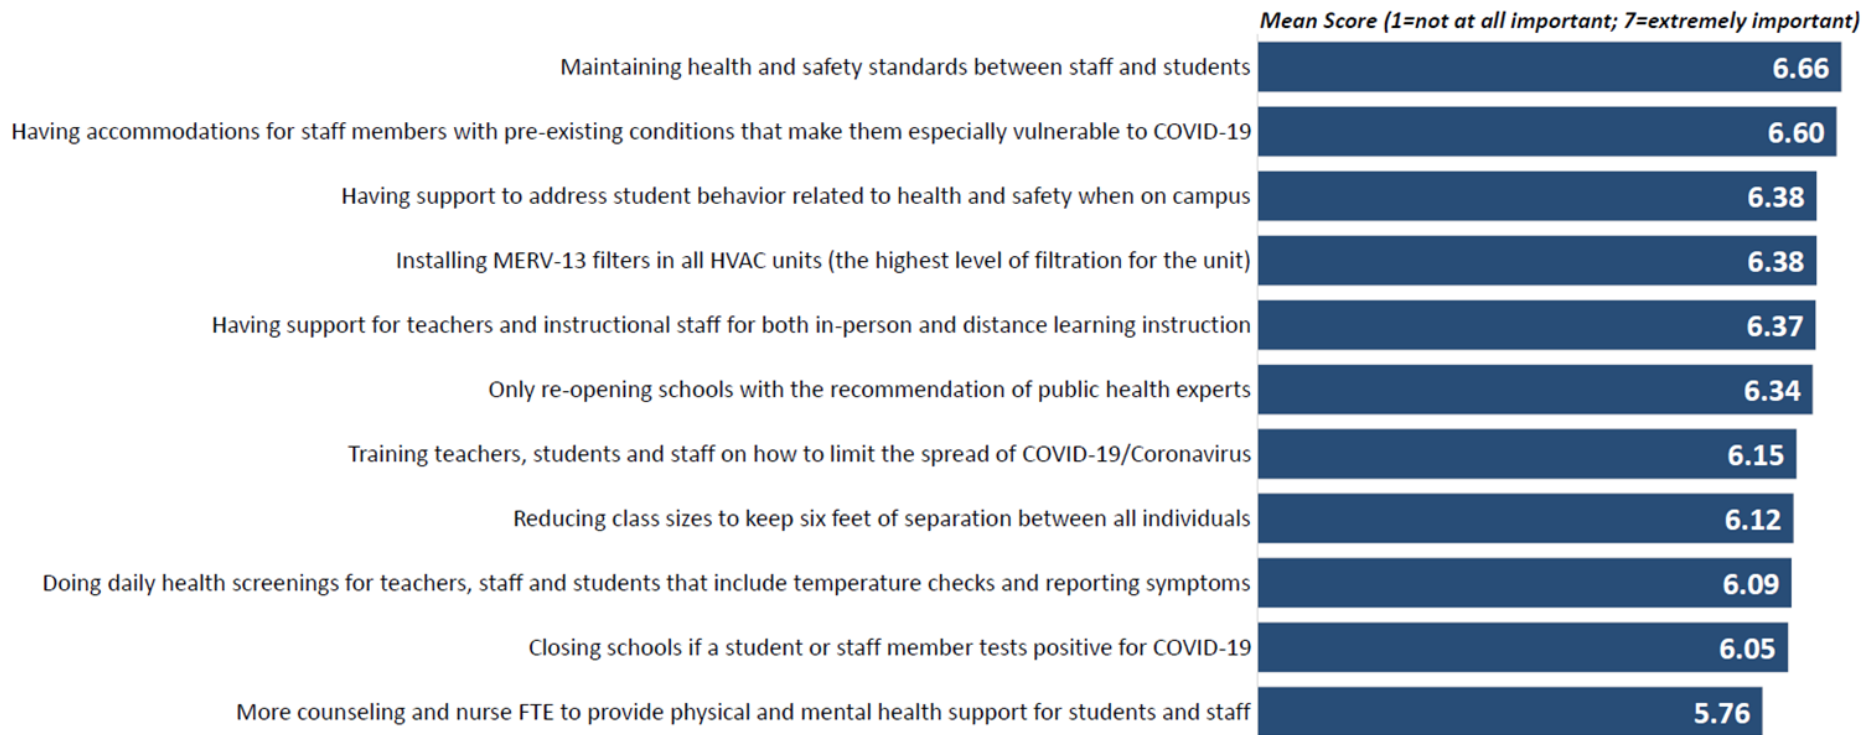 Mean Score (1=not at all important; 7=extremely important)
Maintaining health and safety standards between staff and students 6.66
Having accommodations for staff members with pre-existing conditions that make them especially vulnerable to COVID-19 6.60
Having support to address student behavior related to health and safety when on campus 6.38
Installing MERV-13 filters in all HVAC units (the highest level of filtration for the unit) 6.38
Having support for teachers and instructional staff for both in-person and distance learning instruction 6.37
Only re-opening schools with the recommendation of public health experts 6.34
Training teachers, students and staff on how to limit the spread of COVID-19/Coronavirus 6.15
Reducing class sizes to keep six feet of separation between all individuals 6.12
Doing daily health screenings for teachers, staff and students that include temperature checks and reporting symptoms 6.09
Closing schools if a student or staff member tests positive for COVID-19 6.05
More counseling and nurse FTE to provide physical and mental health support for students and staff 5.76